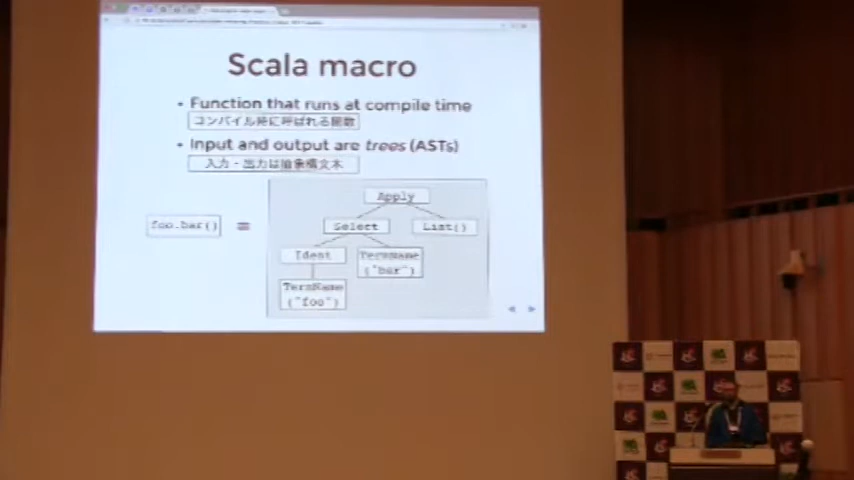 Scala macro
• Function that runs at compile time
コンパイル時に呼ばれる関数
• Input and output are trees (ASTs)
入力・出力は抽象構文木
foo.bar() =
Apply
Select
List()
Ident
TermName
("bar")
TermName
("foo")